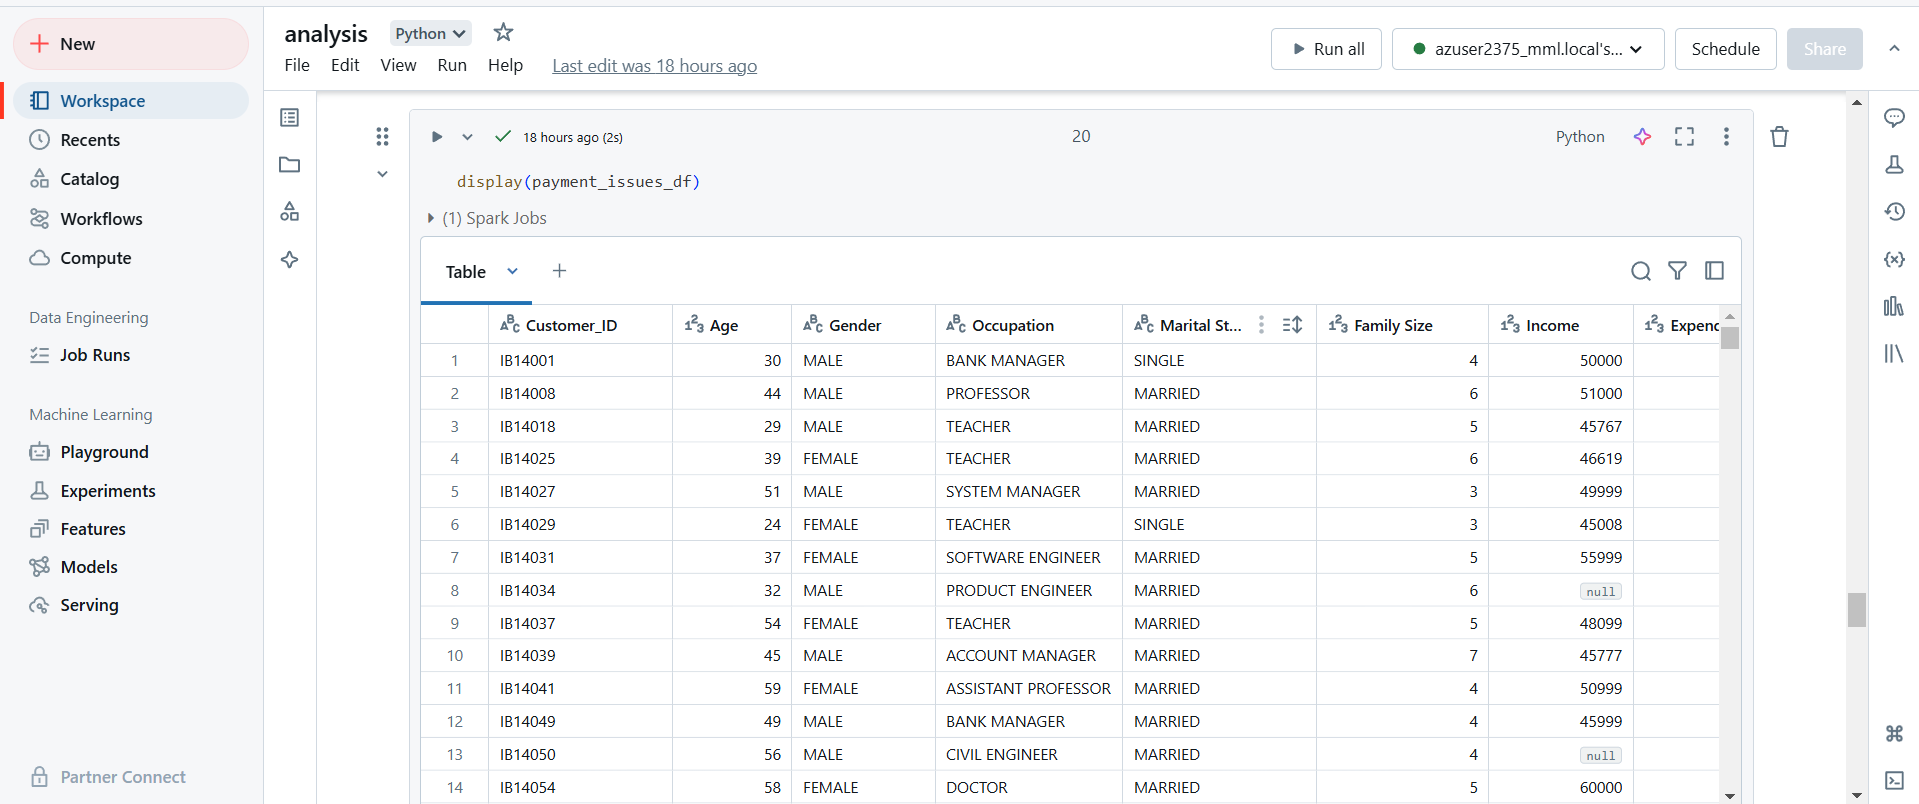 New
Workspace
Recents
Catalog
Workflows
Compute
Data Engineering
Job Runs
Machine Learning
Playground
Experiments
Features
Models
Serving
Partner Connect
analysis Python
File Edit View Run Help Last edit was 18 hours ago
Run all azuser2375_mml.local's... Schedule Share
18 hours ago (2s) 20 Python
display(payment_issues_df)
(1) Spark Jobs
Table
Customer_ID Age Gender Occupation Marital St... Family Size Income Expend
1 IB14001 30 MALE BANK MANAGER SINGLE 4 50000
2 IB14008 44 MALE PROFESSOR MARRIED 6 51000
3 IB14018 29 MALE TEACHER MARRIED 5 45767
4 IB14025 39 FEMALE TEACHER MARRIED 6 46619
5 IB14027 51 MALE SYSTEM MANAGER MARRIED 3 49999
6 IB14029 24 FEMALE TEACHER SINGLE 3 45008
7 IB14031 37 FEMALE SOFTWARE ENGINEER MARRIED 5 55999
8 IB14034 32 MALE PRODUCT ENGINEER MARRIED 6 null
9 IB14037 54 FEMALE TEACHER MARRIED 5 48099
10 IB14039 45 MALE ACCOUNT MANAGER MARRIED 7 45777
11 IB14041 59 FEMALE ASSISTANT PROFESSOR MARRIED 4 50999
12 IB14049 49 MALE BANK MANAGER MARRIED 4 45999
13 IB14050 56 MALE CIVIL ENGINEER MARRIED 4 null
14 IB14054 58 FEMALE DOCTOR MARRIED 5 60000